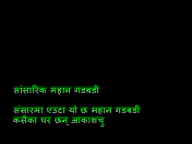 सांसारिक महान गडबडी
संसारमा एउटा यो छ महान गडबडी
कसैका घर छन् आकाशचु